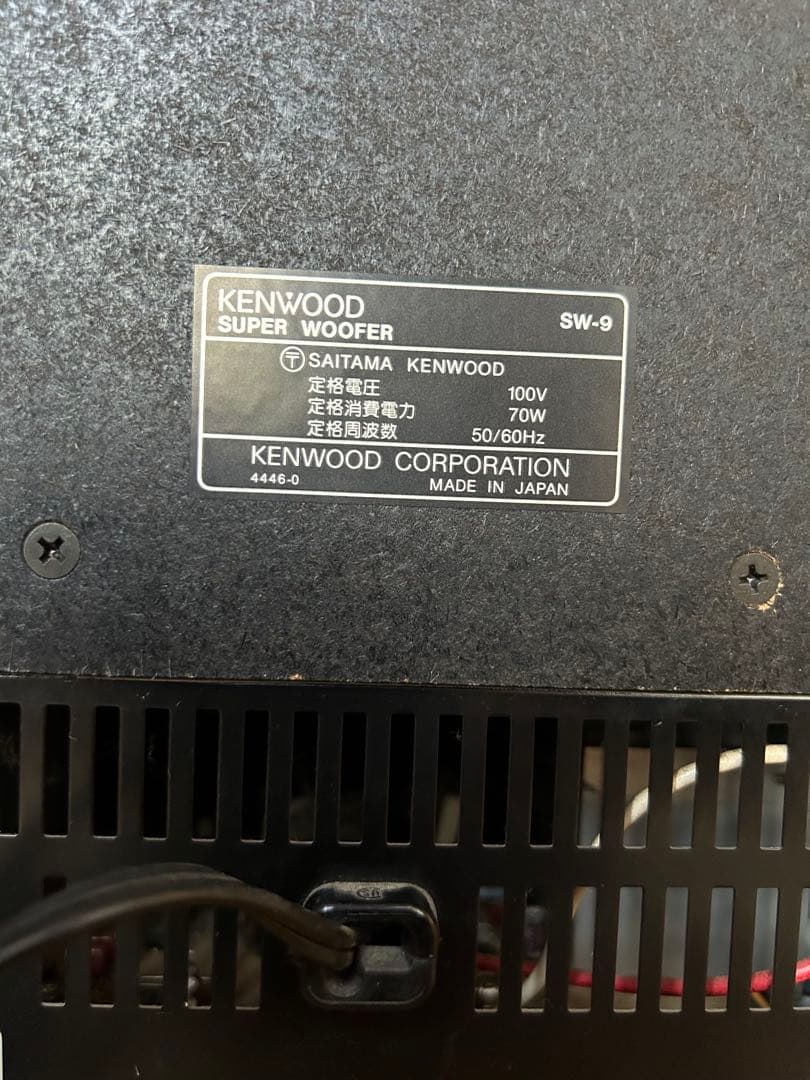 KENWOOD
SUPER WOOFER SW-9
〶 SAITAMA KENWOOD
定格電圧 100V
定格消費電力 70W
定格周波数 50/60Hz
KENWOOD CORPORATION
4446-0 MADE IN JAPAN